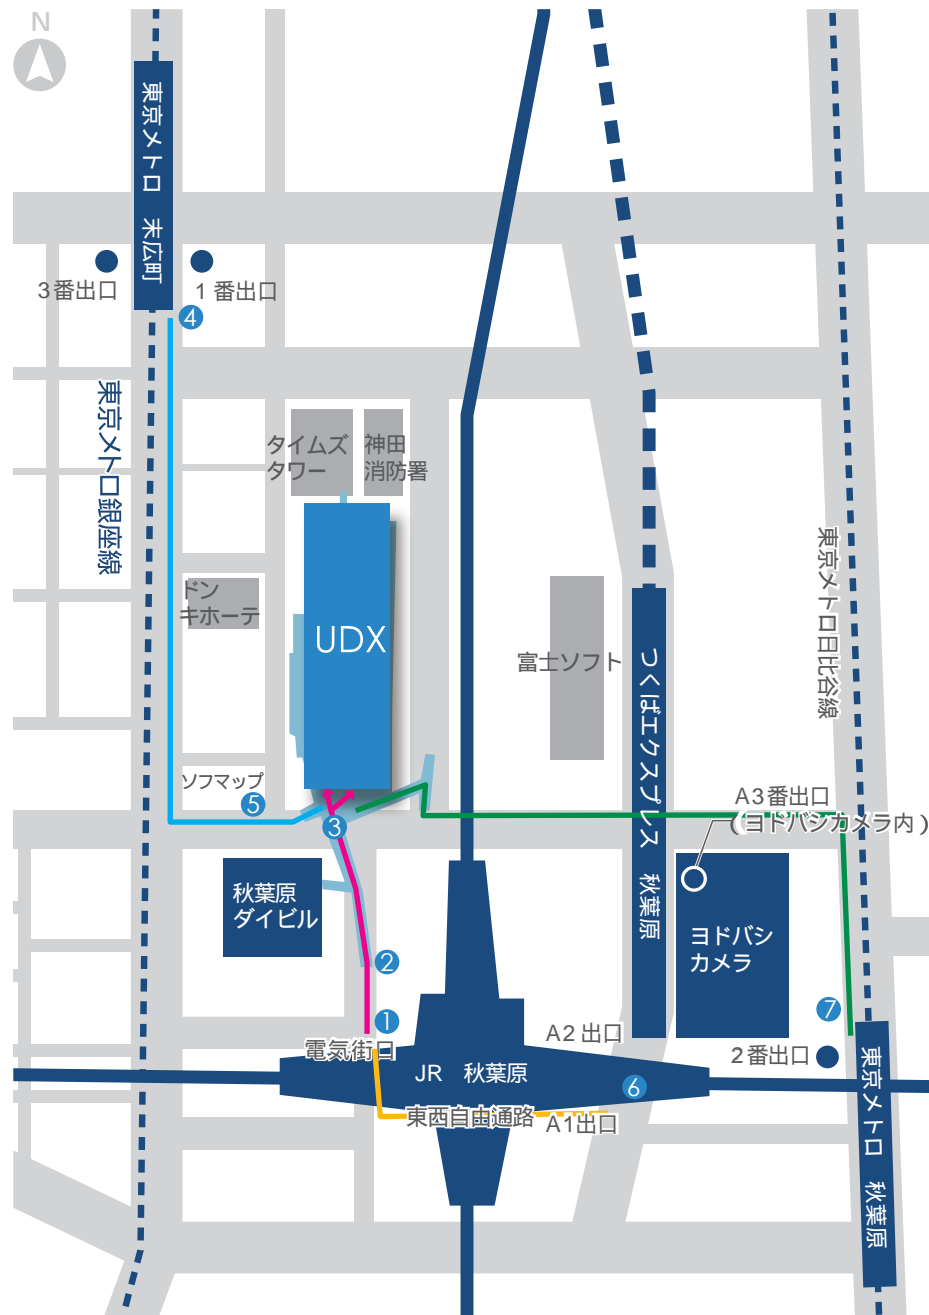 N
東京メトロ 末広町
3番出口
1番出口
4
東京メトロ銀座線
タイムズ
タワー
神田
消防署
東京メトロ日比谷線
ドン
キホーテ
UDX
富士ソフト
つくばエクスプレス 秋葉原
ソフマップ
5
3
A3番出口
(ヨドバシカメラ内)
秋葉原
ダイビル
ヨドバシ
カメラ
2
1
7
電気街口
A2出口
2番出口
JR 秋葉原
6
東西自由通路
A1出口
東京メトロ 秋葉原